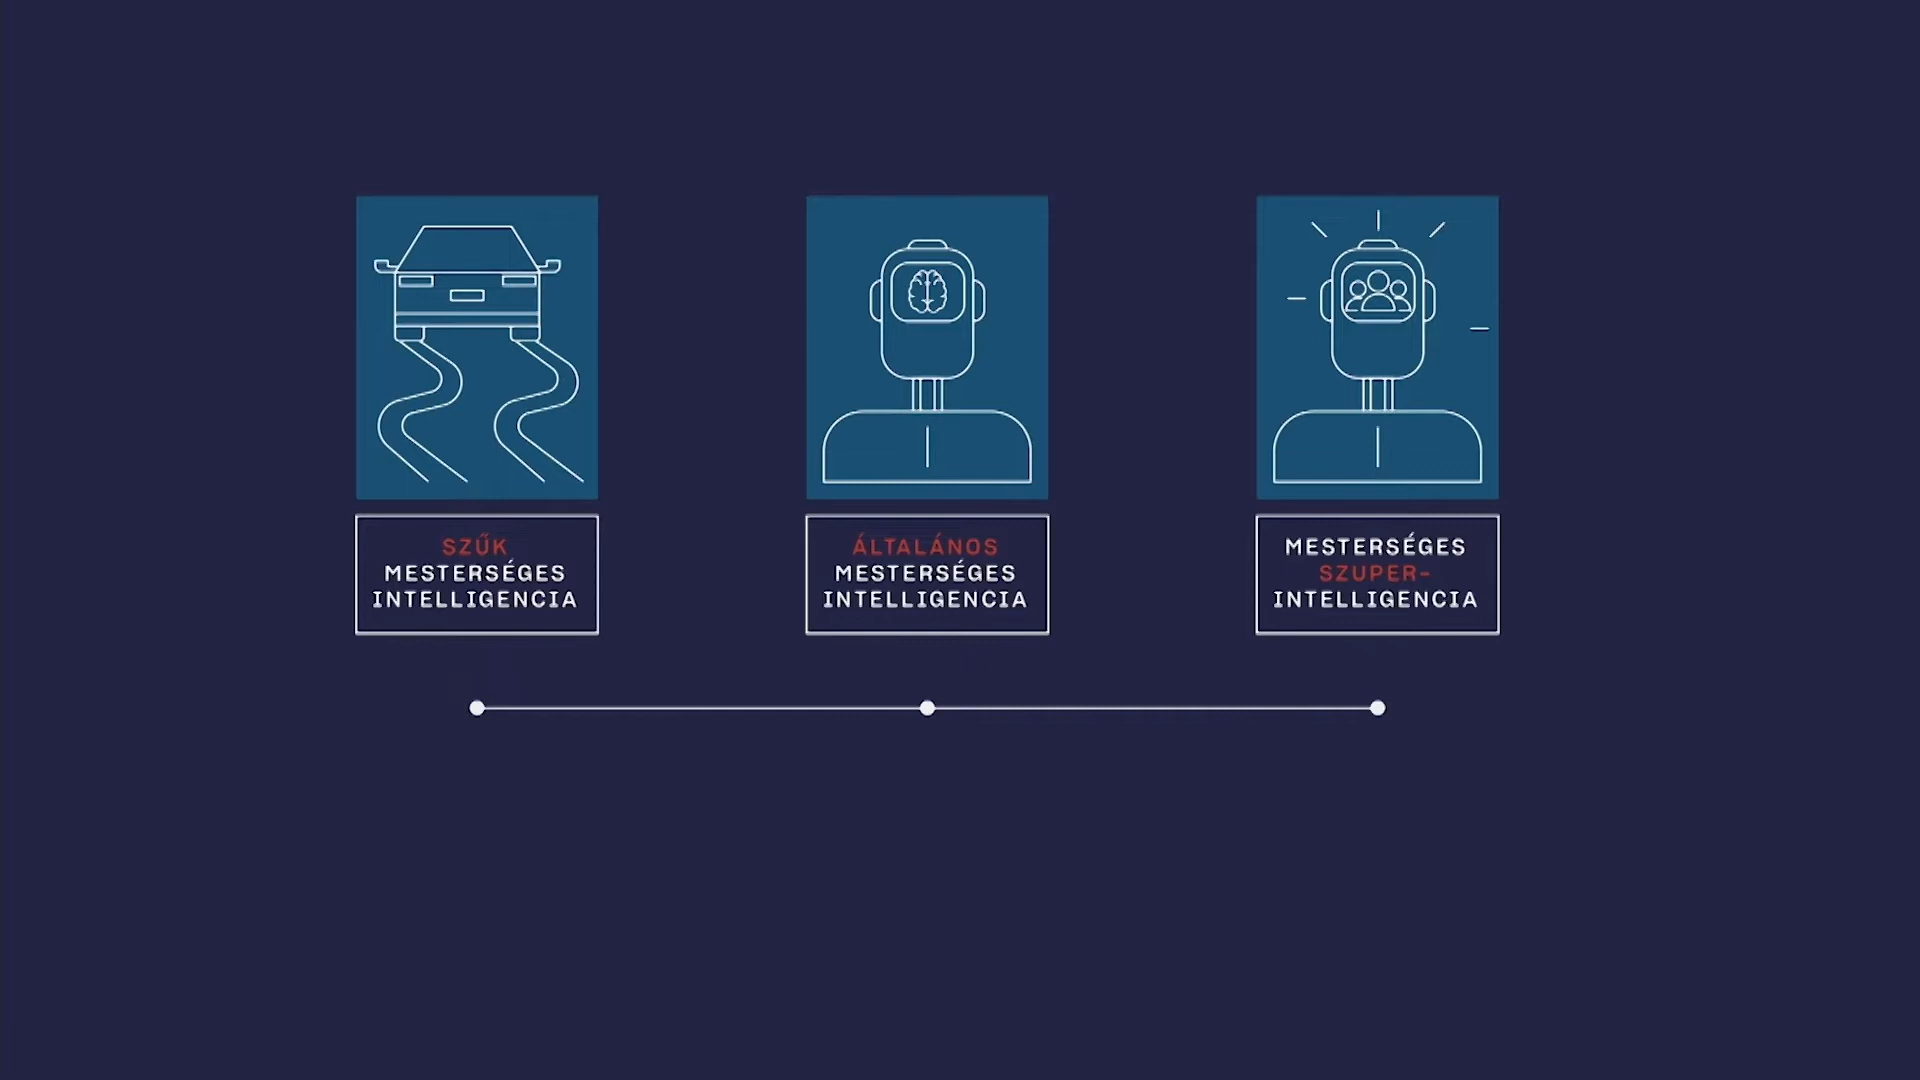 SZŰK
MESTERSÉGES
INTELLIGENCIA
ÁLTALÁNOS
MESTERSÉGES
INTELLIGENCIA
MESTERSÉGES
SZUPER-
INTELLIGENCIA